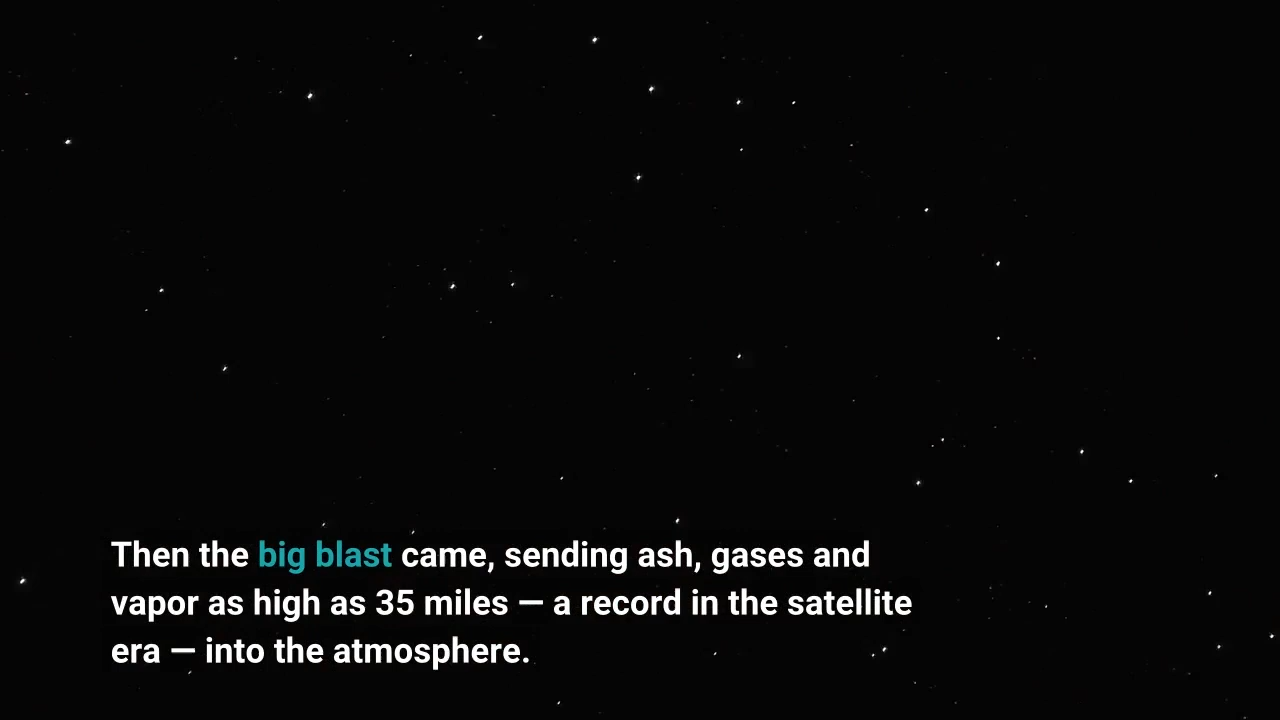 Then the big blast came, sending ash, gases and
vapor as high as 35 miles — a record in the satellite
era — into the atmosphere.